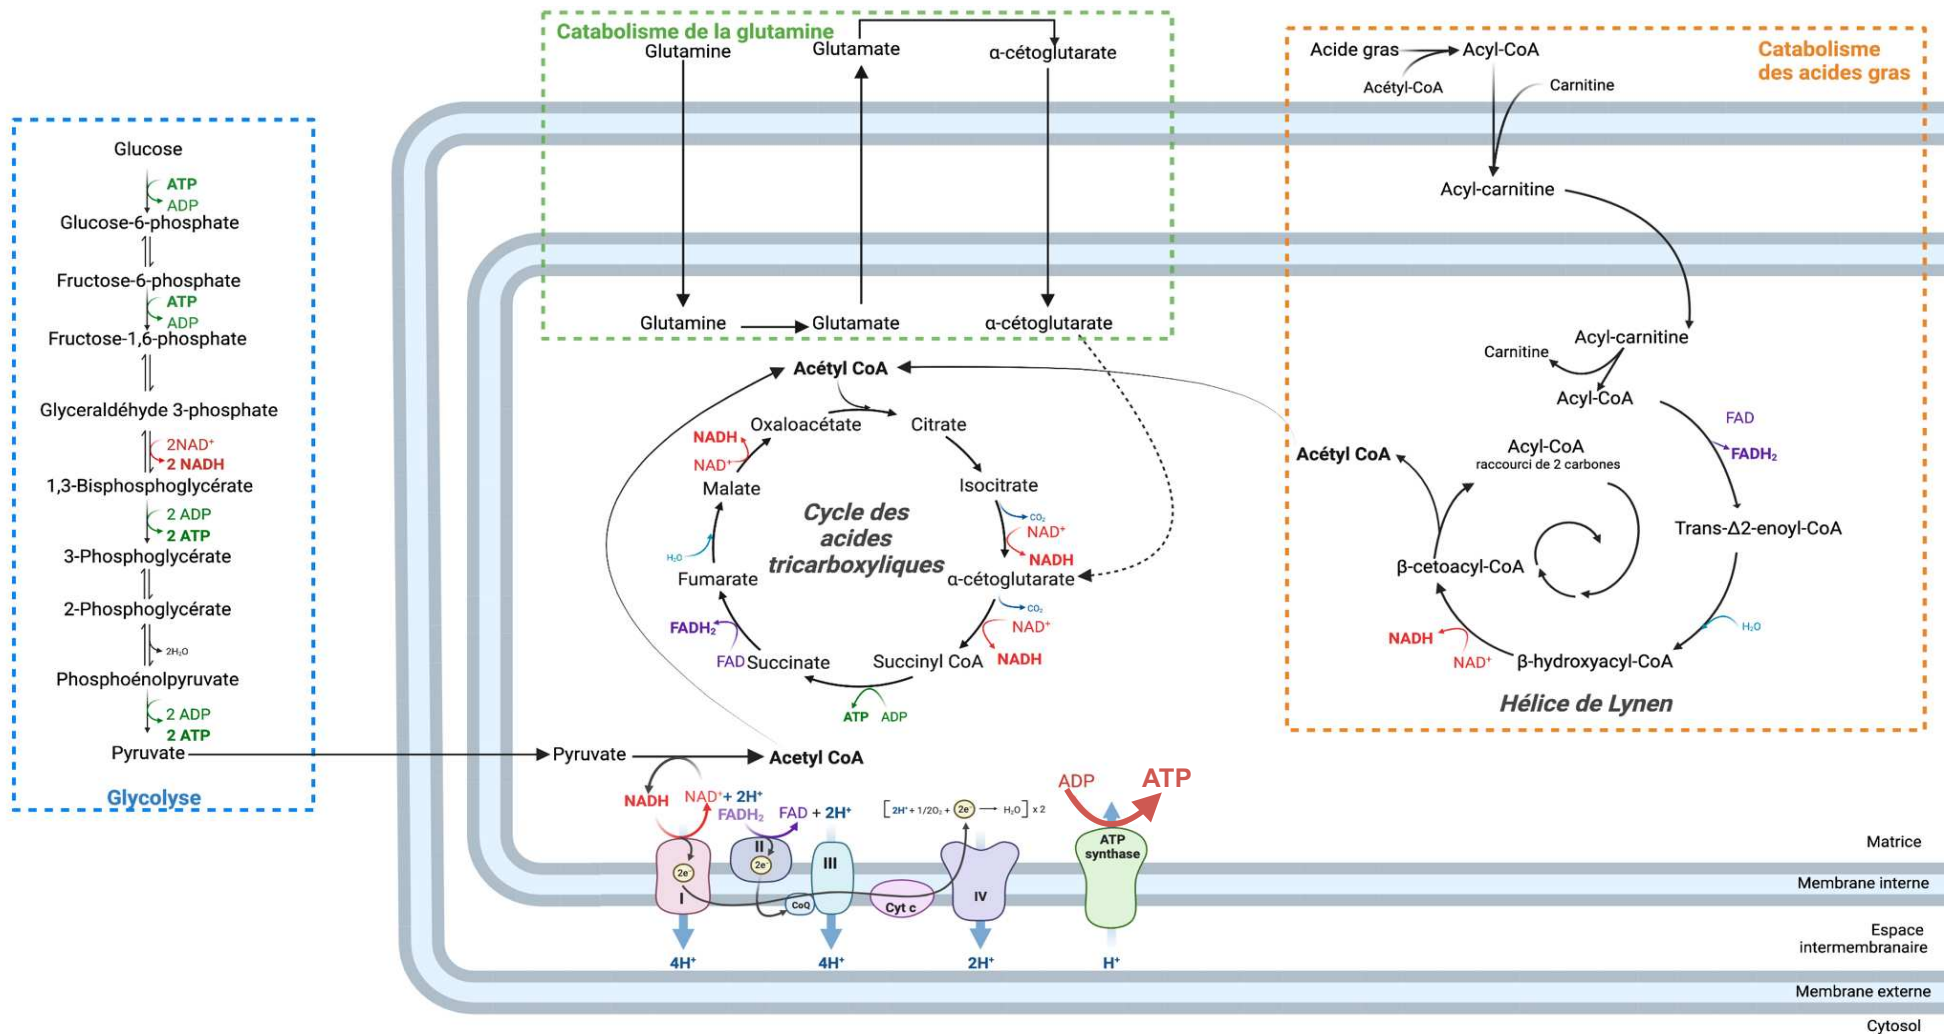 Catabolisme de la glutamine
Glutamine
Glutamate
α-cétoglutarate
Glutamine
Glutamate
α-cétoglutarate
Acide gras
Acyl-CoA
Catabolisme
des acides gras
Acétyl-CoA
Carnitine
Acyl-carnitine
Acyl-carnitine
Carnitine
Acyl-CoA
FAD
FADH₂
Trans-Δ2-enoyl-CoA
H₂O
β-hydroxyacyl-CoA
NAD⁺
NADH
β-cetoacyl-CoA
Acyl-CoA
raccourci de 2 carbones
Acétyl CoA
Hélice de Lynen
Glucose
ATP
ADP
Glucose-6-phosphate
Fructose-6-phosphate
ATP
ADP
Fructose-1,6-phosphate
Glyceraldéhyde 3-phosphate
2NAD⁺
2 NADH
1,3-Bisphosphoglycérate
2 ADP
2 ATP
3-Phosphoglycérate
2-Phosphoglycérate
2H₂O
Phosphoénolpyruvate
2 ADP
2 ATP
Pyruvate
Glycolyse
Acétyl CoA
Oxaloacétate
Citrate
Isocitrate
CO₂
NAD⁺
NADH
α-cétoglutarate
CO₂
NAD⁺
NADH
Succinyl CoA
ADP
ATP
Succinate
FAD
FADH₂
Fumarate
H₂O
Malate
NAD⁺
NADH
Cycle des
acides
tricarboxyliques
Pyruvate
Acetyl CoA
NADH
NAD⁺ + 2H⁺
FADH₂
FAD + 2H⁺
[ 2H⁺ + 1/2O₂ + 2e⁻ → H₂O ] x 2
ADP
ATP
2e⁻
I
II
2e⁻
CoQ
III
Cyt c
IV
ATP
synthase
4H⁺
4H⁺
2H⁺
H⁺
Matrice
Membrane interne
Espace
intermembranaire
Membrane externe
Cytosol